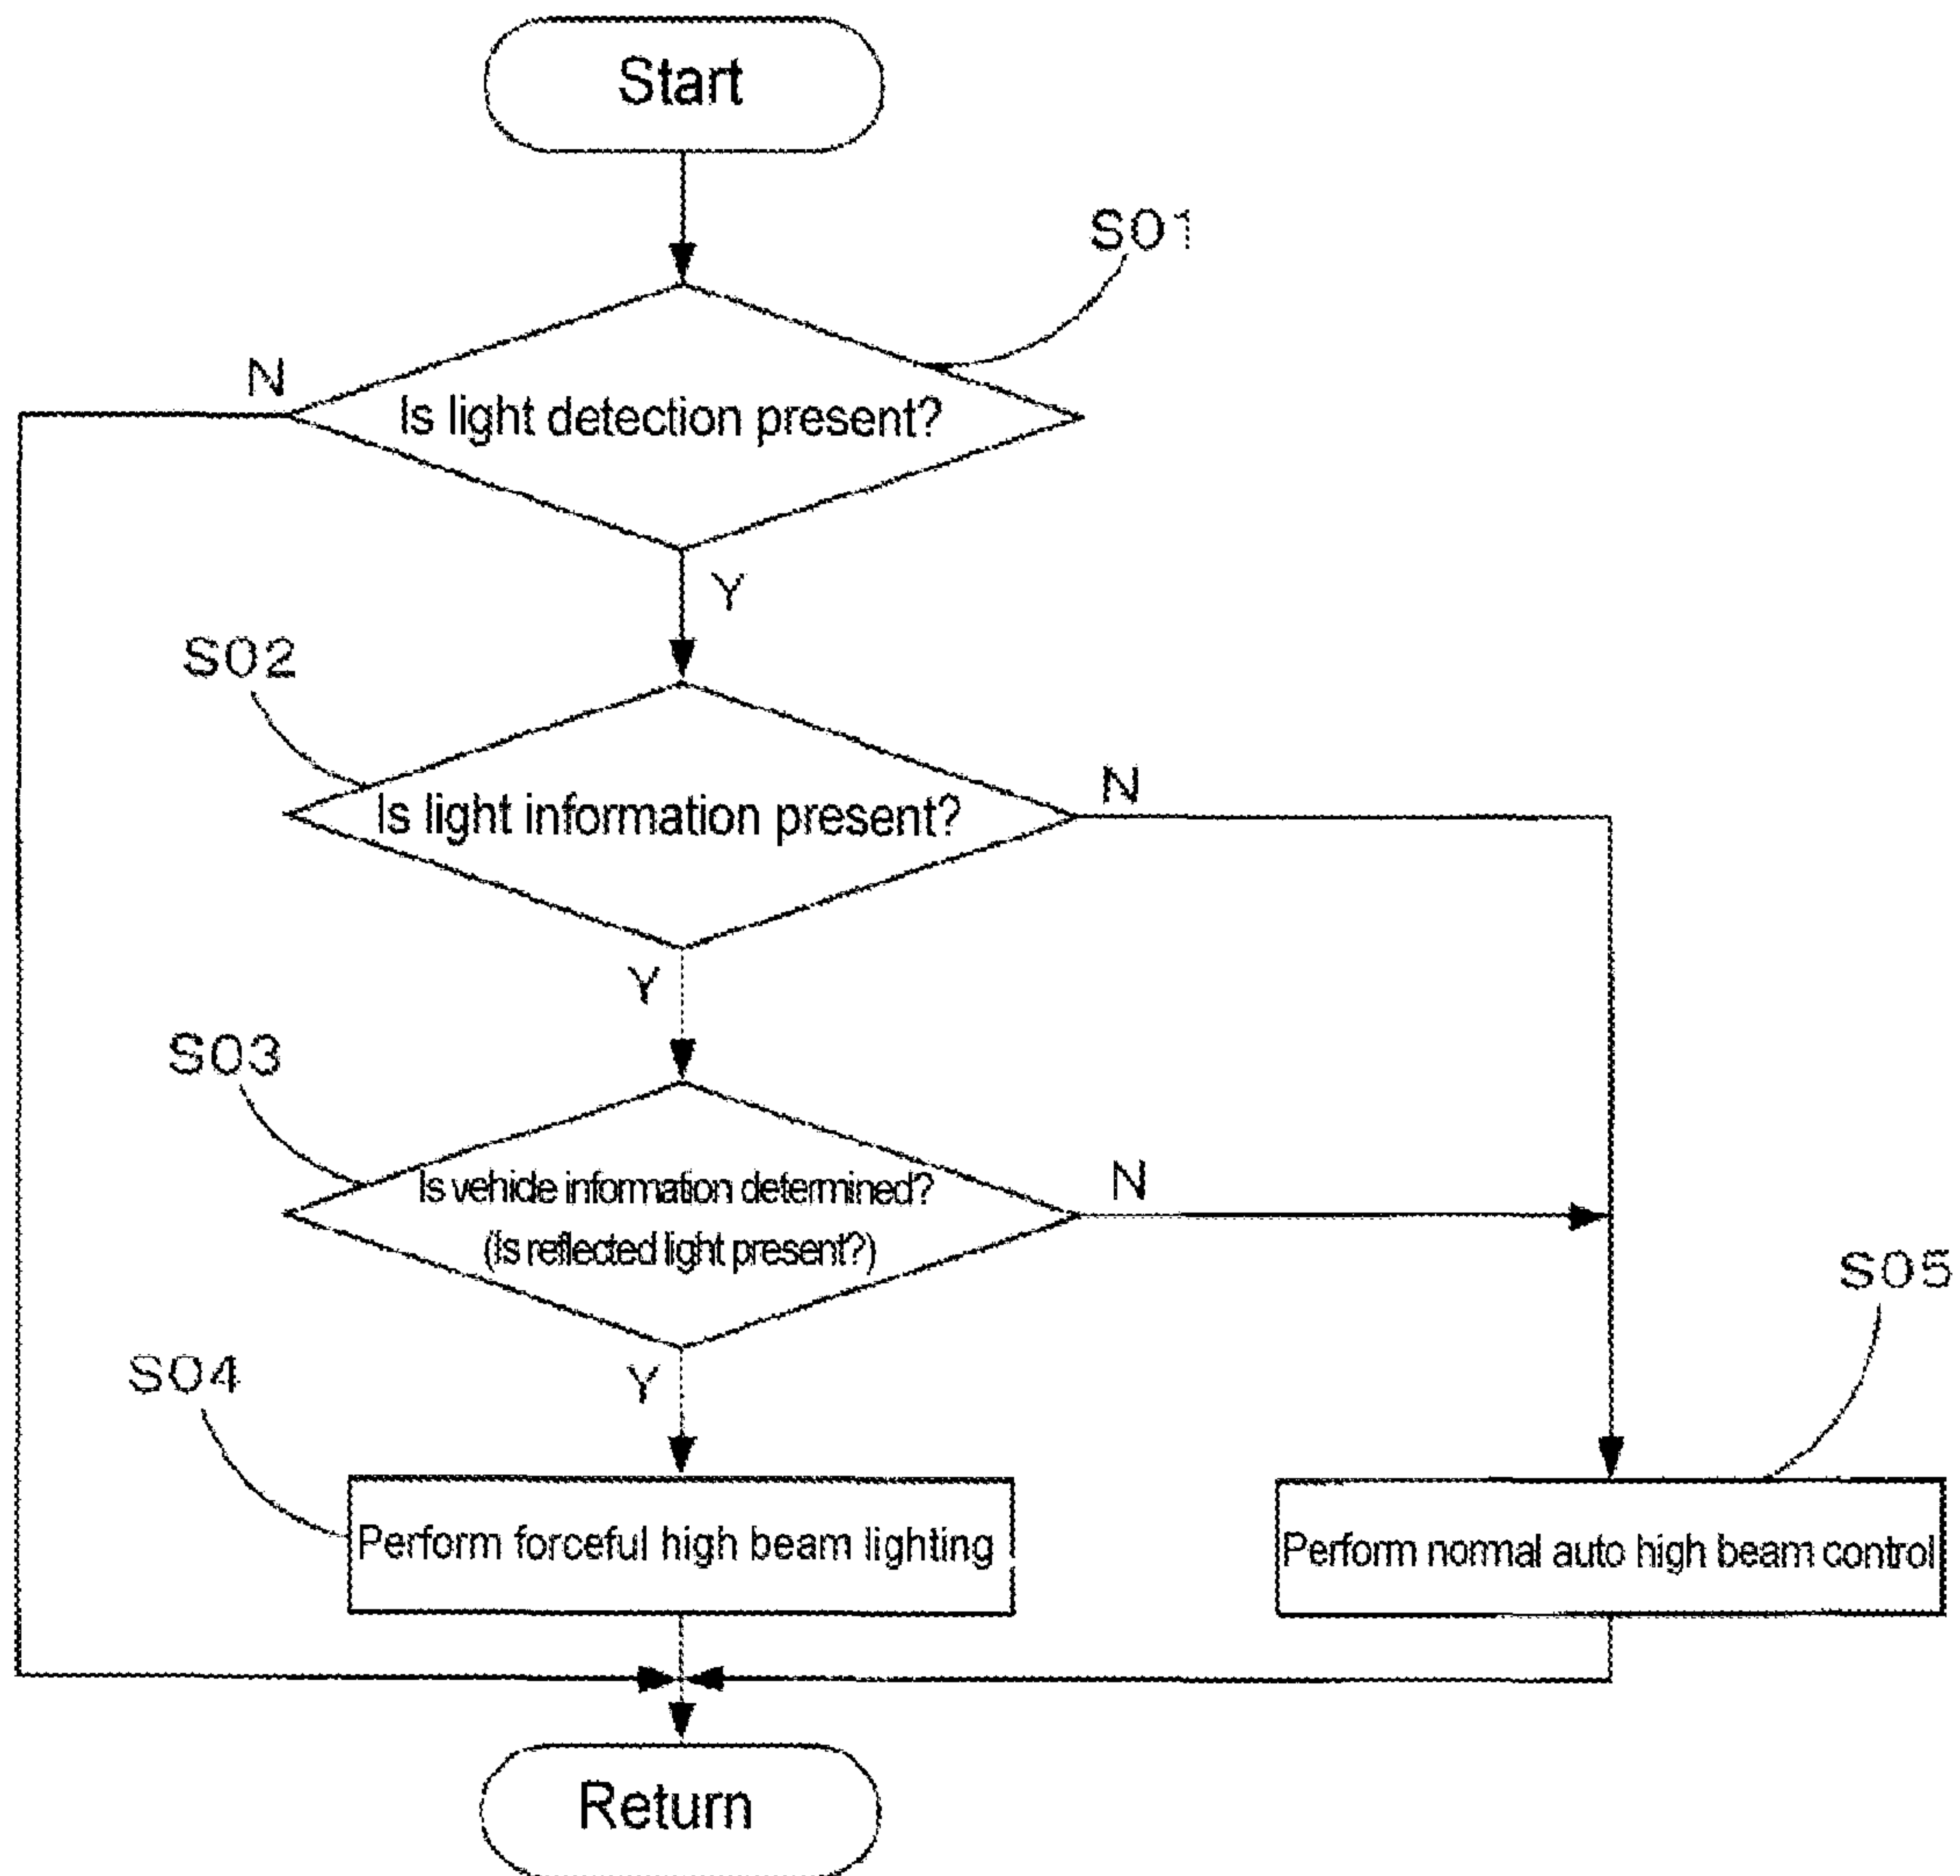 Start
S01
N
Is light detection present?
Y
S02
N
Is light information present?
Y
S03
N
Is vehicle information determined?
(Is reflected light present?)
S05
Y
S04
Perform forceful high beam lighting
Perform normal auto high beam control
Return